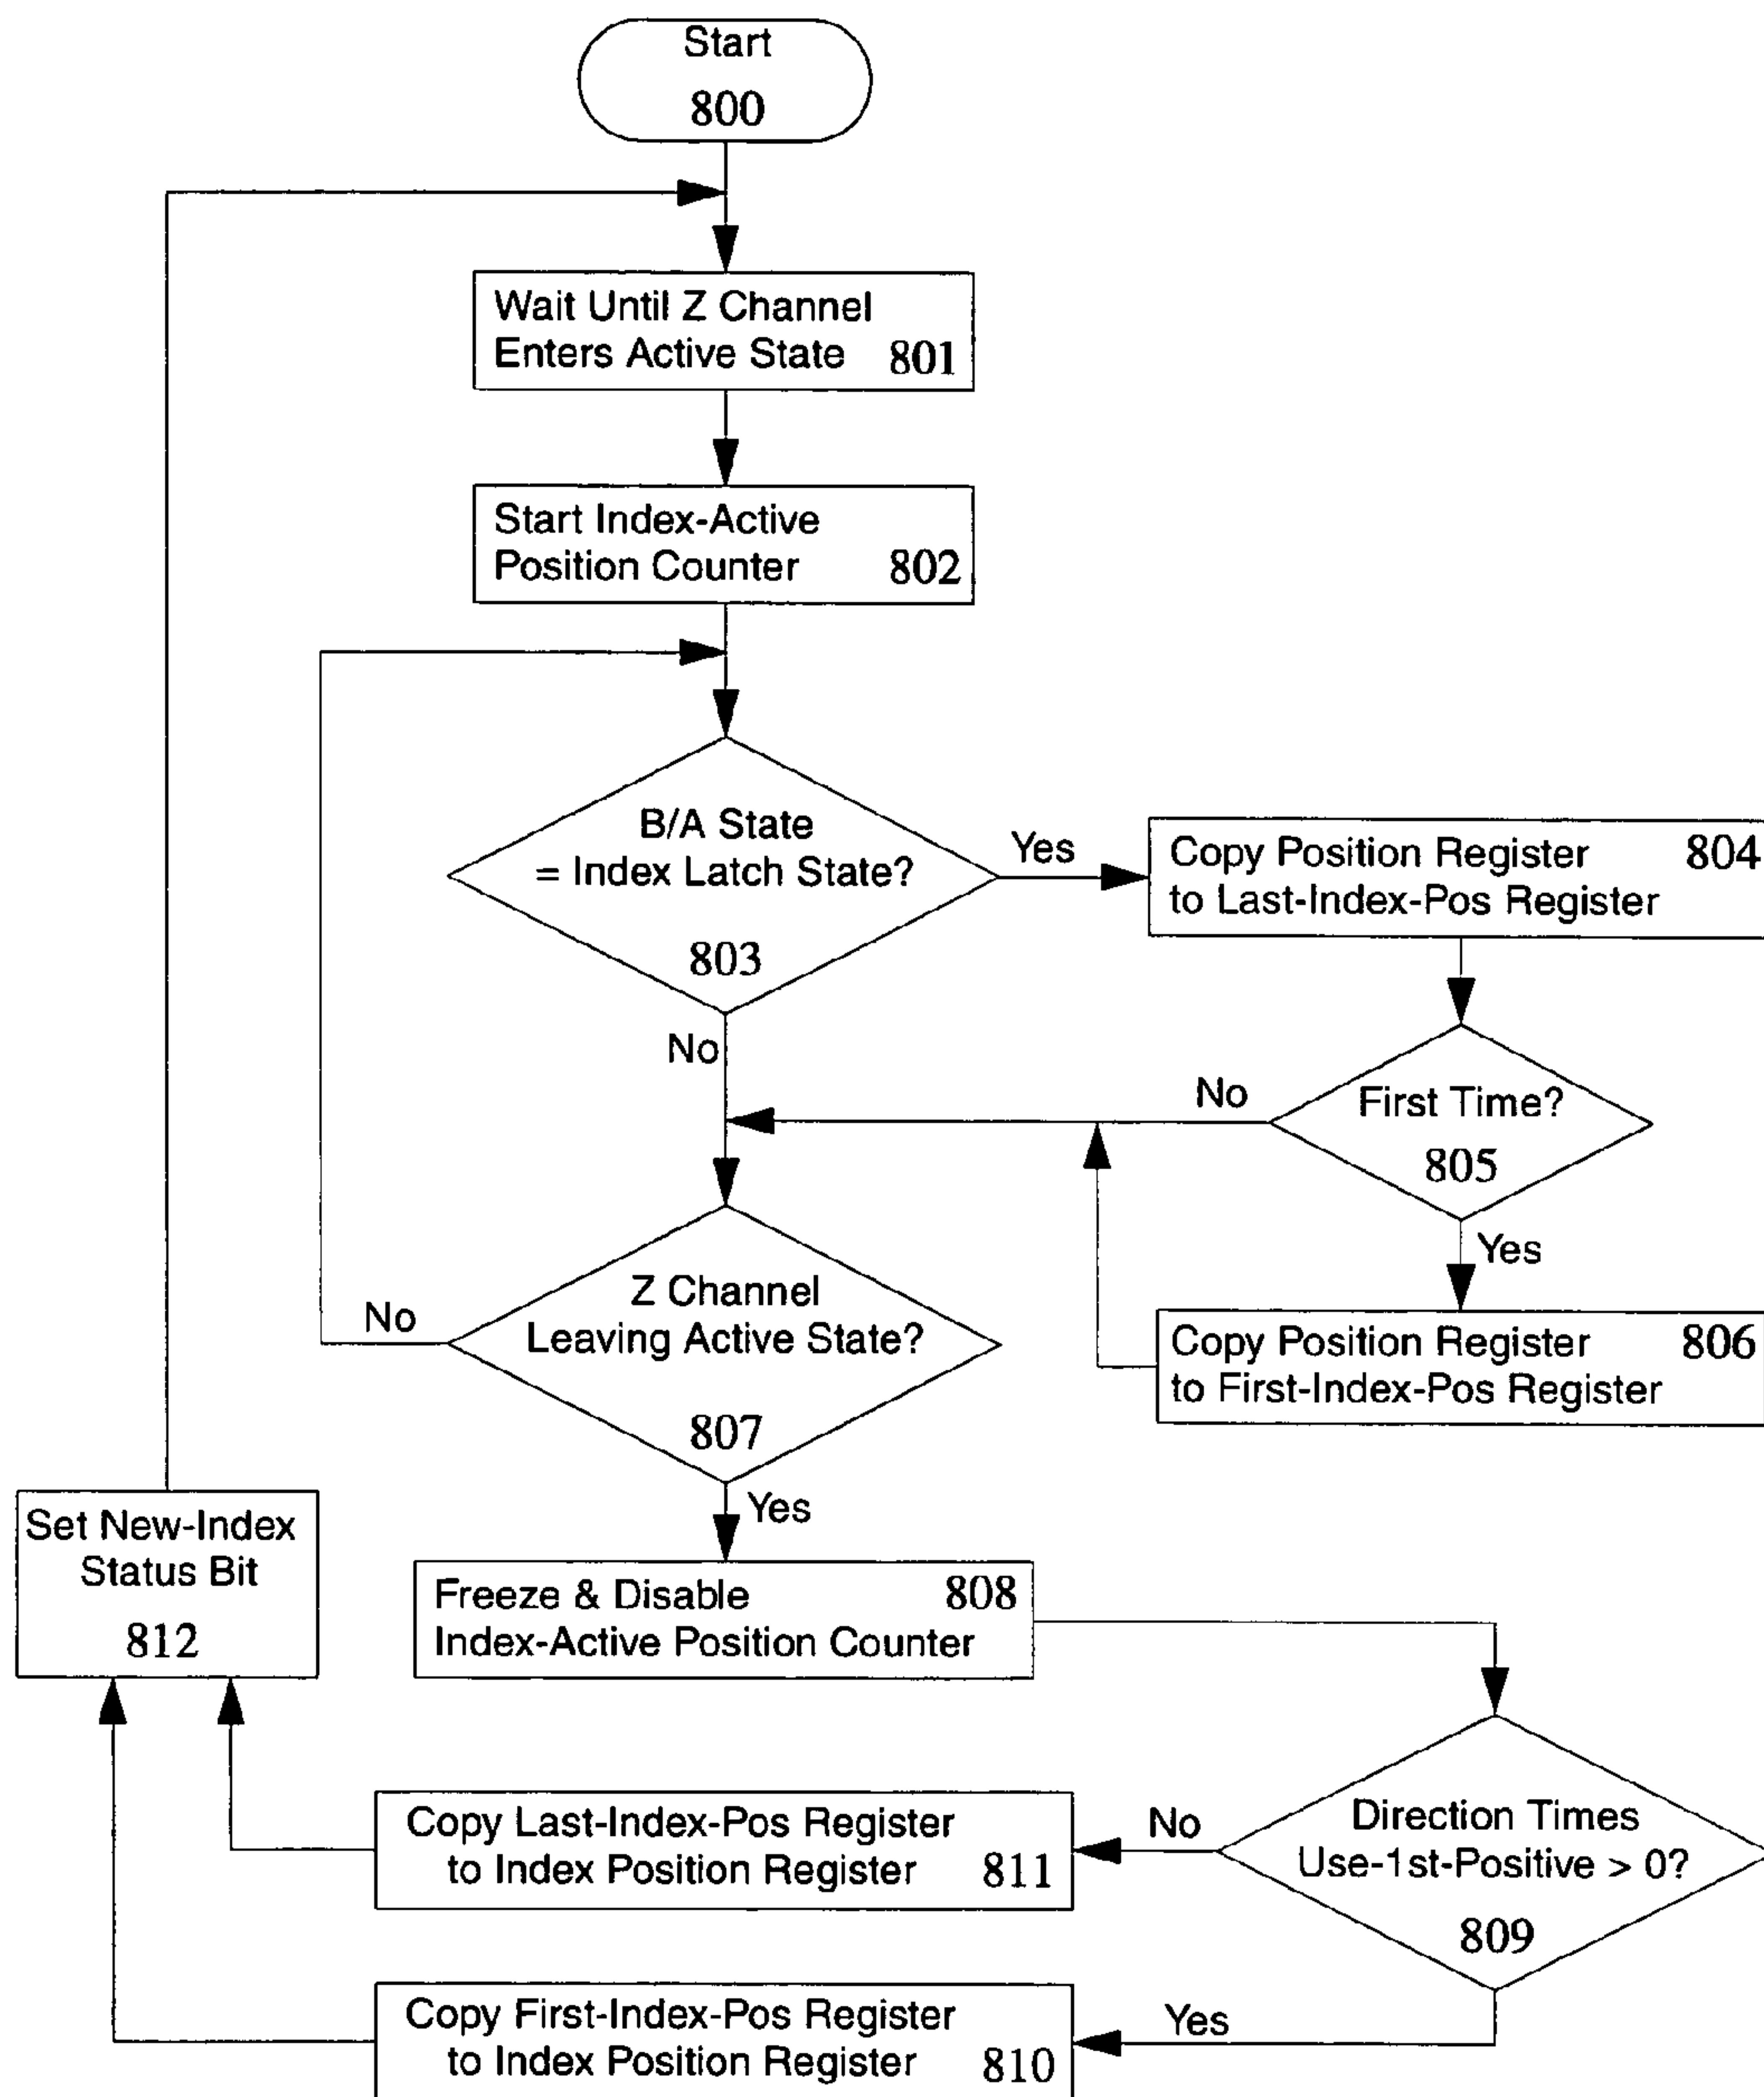 Start
800
Wait Until Z Channel
Enters Active State 801
Start Index-Active
Position Counter 802
B/A State
= Index Latch State?
803
Yes
No
Copy Position Register 804
to Last-Index-Pos Register
First Time?
805
No
Yes
Copy Position Register 806
to First-Index-Pos Register
Z Channel
Leaving Active State?
807
No
Yes
Freeze & Disable 808
Index-Active Position Counter
Direction Times
Use-1st-Positive > 0?
809
No
Yes
Copy Last-Index-Pos Register
to Index Position Register 811
Copy First-Index-Pos Register
to Index Position Register 810
Set New-Index
Status Bit
812